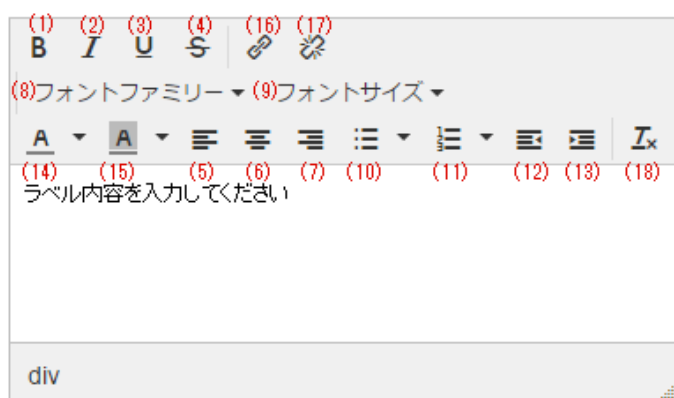 (1) (2) (3) (4) (16) (17)
B I U S
(8)フォントファミリー (9)フォントサイズ
A A Tx
(14) (15) (5) (6) (7) (10) (11) (12) (13) (18)
ラベル内容を入力してください
div